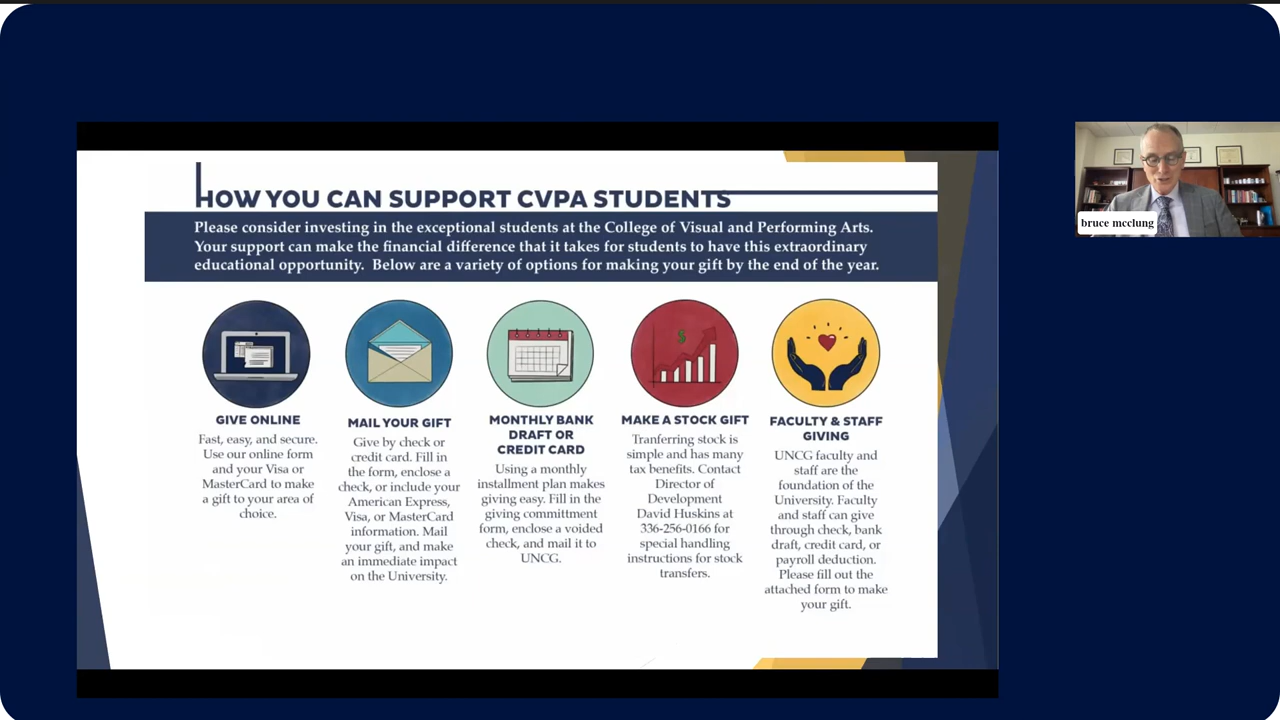 HOW YOU CAN SUPPORT CVPA STUDENTS
Please consider investing in the exceptional students at the College of Visual and Performing Arts.
Your support can make the financial difference that it takes for students to have this extraordinary
educational opportunity.  Below are a variety of options for making your gift by the end of the year.
GIVE ONLINE
Fast, easy, and secure.
Use our online form
and your Visa or
MasterCard to make
a gift to your area of
choice.
MAIL YOUR GIFT
Give by check or
credit card. Fill in
the form, enclose a
check, or include your
American Express,
Visa, or MasterCard
information. Mail
your gift, and make
an immediate impact
on the University.
MONTHLY BANK
DRAFT OR
CREDIT CARD
Using a monthly
installment plan makes
giving easy. Fill in the
giving committment
form, enclose a voided
check, and mail it to
UNCG.
MAKE A STOCK GIFT
Tranferring stock is
simple and has many
tax benefits. Contact
Director of
Development
David Huskins at
336-256-0166 for
special handling
instructions for stock
transfers.
FACULTY & STAFF
GIVING
UNCG faculty and
staff are the
foundation of the
University. Faculty
and staff can give
through check, bank
draft, credit card, or
payroll deduction.
Please fill out the
attached form to make
your gift.
bruce mcclung